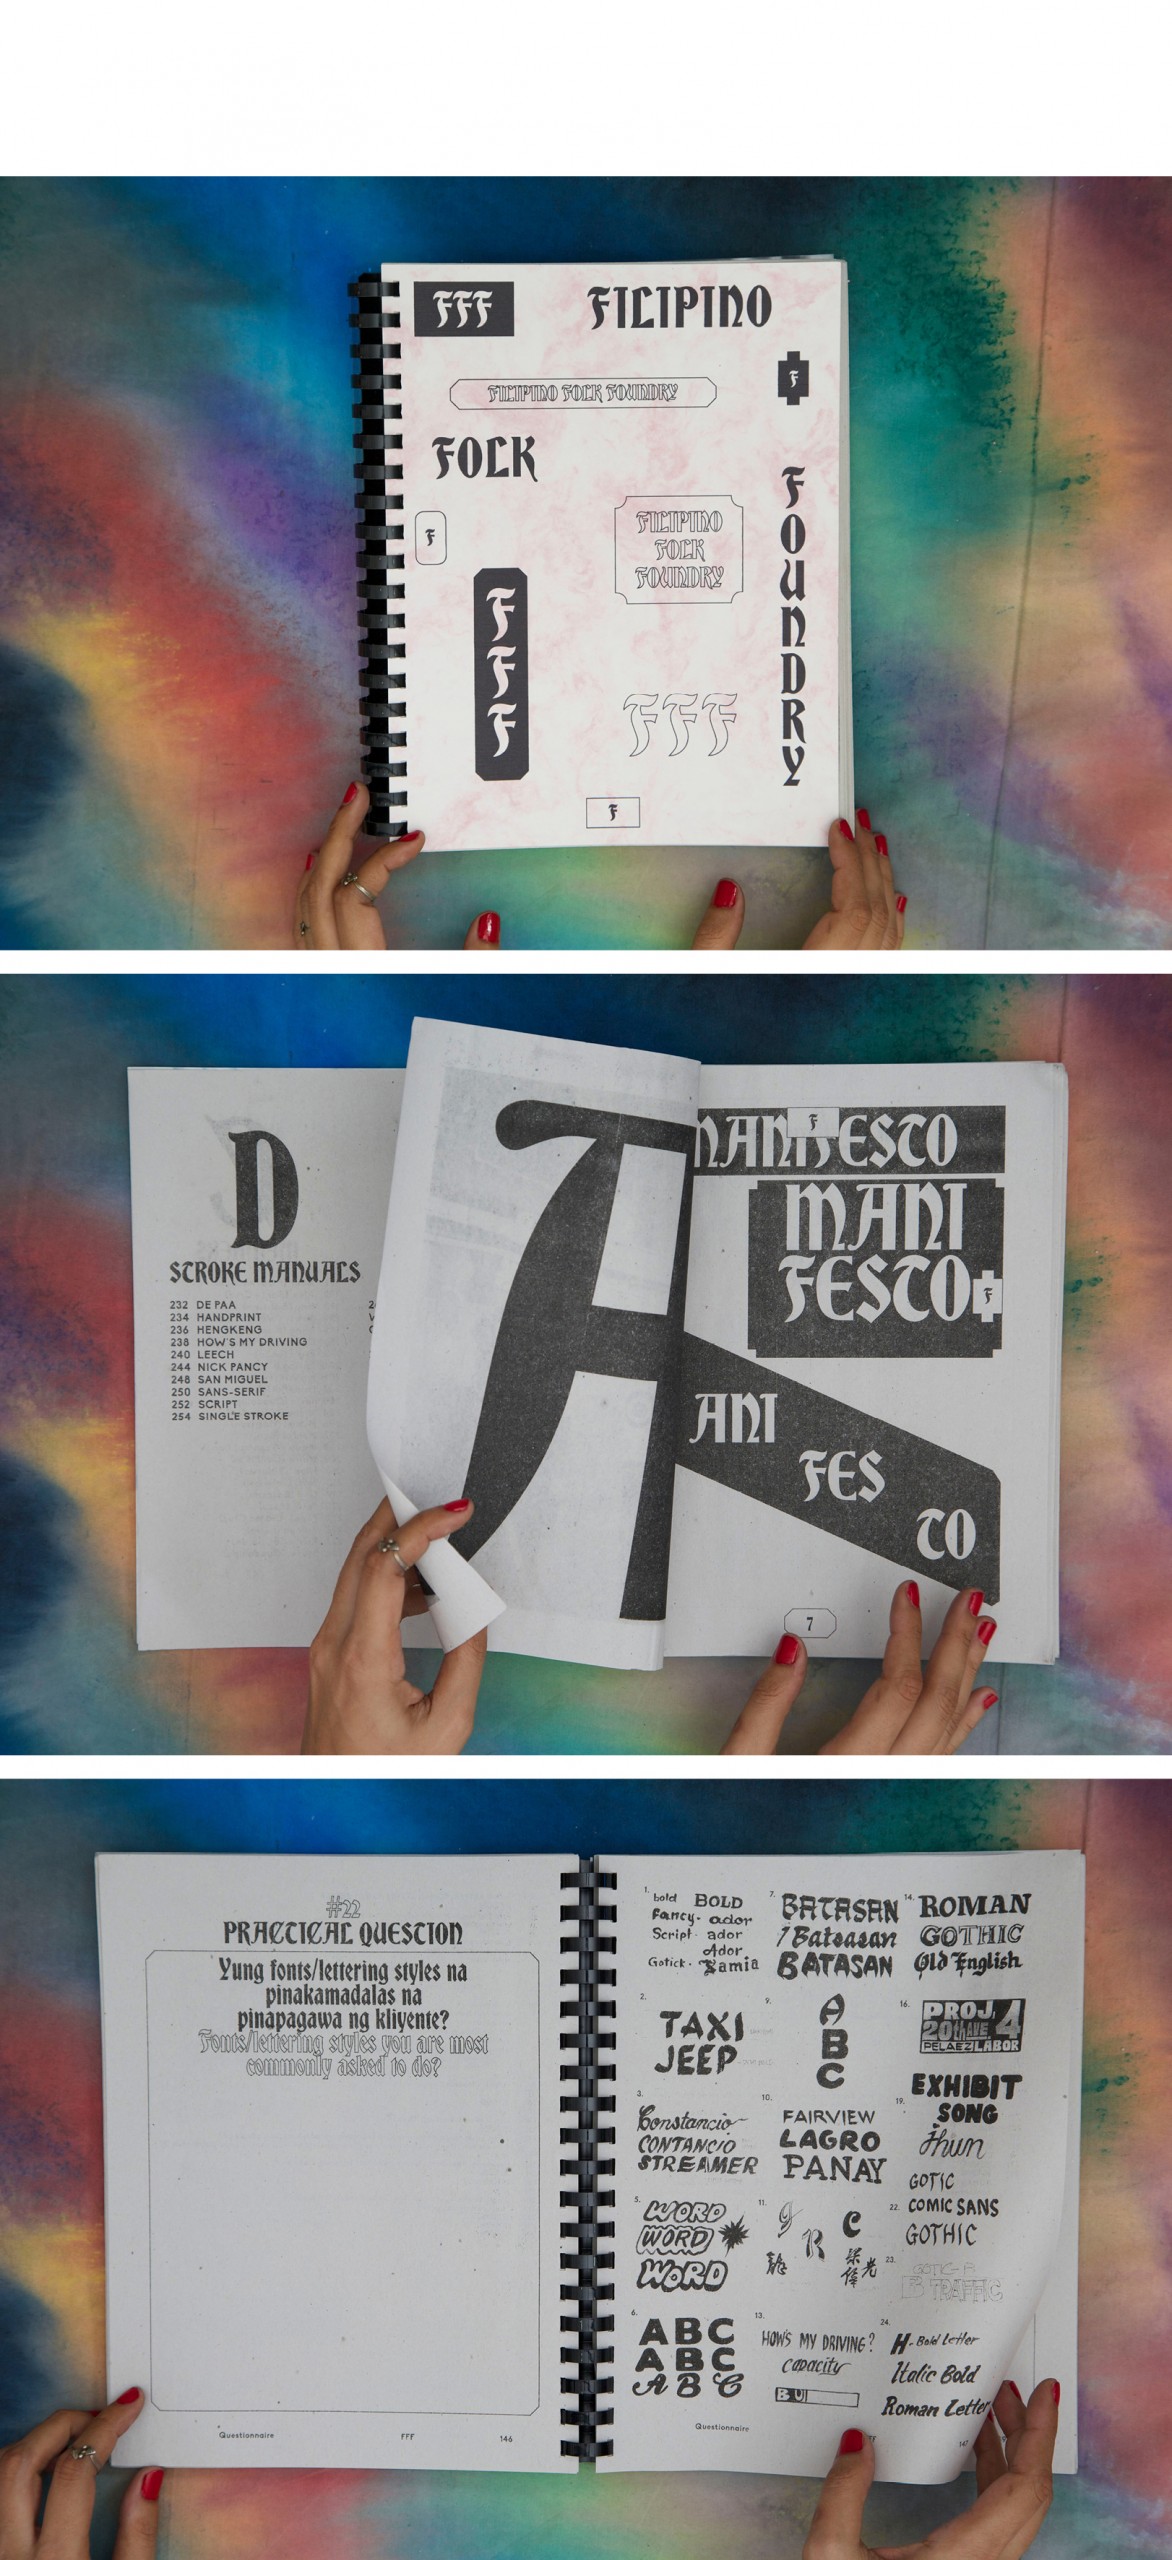 FFF
FILIPINO
FILIPINO FOLK FOUNDRY
F
FOLK
F
FILIPINO
FOLK
FOUNDRY
FOUNDRY
FFF
FFF
F
D
STROKE MANUALS
232 DE PAA
234 HANDPRINT
236 HENGKENG
238 HOW'S MY DRIVING
240 LEECH
244 NICK PANCY
248 SAN MIGUEL
250 SANS-SERIF
252 SCRIPT
254 SINGLE STROKE
A
MANIFESTO
F
MANI
FESTO
F
ANI
FES
TO
7
#22
PRACTICAL QUESTION
Yung fonts/lettering styles na
pinakamadalas na
pinapagawa ng kliyente?
Fonts/lettering styles you are most
commonly asked to do?
Questionnaire FFF 146
1. bold BOLD
Fancy. ador
Script. ador
Ador
Gotick. Bamia
2. TAXI
JEEP
3. Constancio
CONTANCIO
STREAMER
5. WORD
WORD
WORD
6. ABC
ABC
ABC
7. BATASAN
Batasan
BATASAN
9. A
B
C
10. FAIRVIEW
LAGRO
PANAY
11. R C
13. HOW'S MY DRIVING?
capacity
BU
14. ROMAN
GOTHIC
Old English
16. PROJ. 4
20th AVE.
PELAEZ LABOR
19. EXHIBIT
SONG
Jhun
22. GOTIC
COMIC SANS
GOTHIC
23. TRAFFIC
24. H-Bold Letter
Italic Bold
Roman Letter
Questionnaire
147